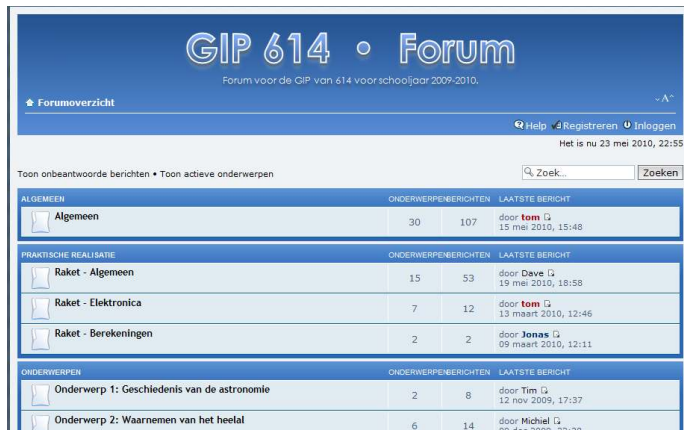 GIP 614 • Forum
Forum voor de GIP van 614 voor schooljaar 2009-2010.
Forumoverzicht
Help Registreren Inloggen
Het is nu 23 mei 2010, 22:55
Toon onbeantwoorde berichten • Toon actieve onderwerpen
Zoek... Zoeken
ALGEMEEN ONDERWERPEN BERICHTEN LAATSTE BERICHT
Algemeen 30 107 door tom
15 mei 2010, 15:48
PRAKTISCHE REALISATIE ONDERWERPEN BERICHTEN LAATSTE BERICHT
Raket - Algemeen 15 53 door Dave
19 mei 2010, 18:58
Raket - Elektronica 7 12 door tom
13 maart 2010, 12:46
Raket - Berekeningen 2 2 door Jonas
09 maart 2010, 12:11
ONDERWERPEN ONDERWERPEN BERICHTEN LAATSTE BERICHT
Onderwerp 1: Geschiedenis van de astronomie 2 8 door Tim
12 nov 2009, 17:37
Onderwerp 2: Waarnemen van het heelal 6 14 door Michiel